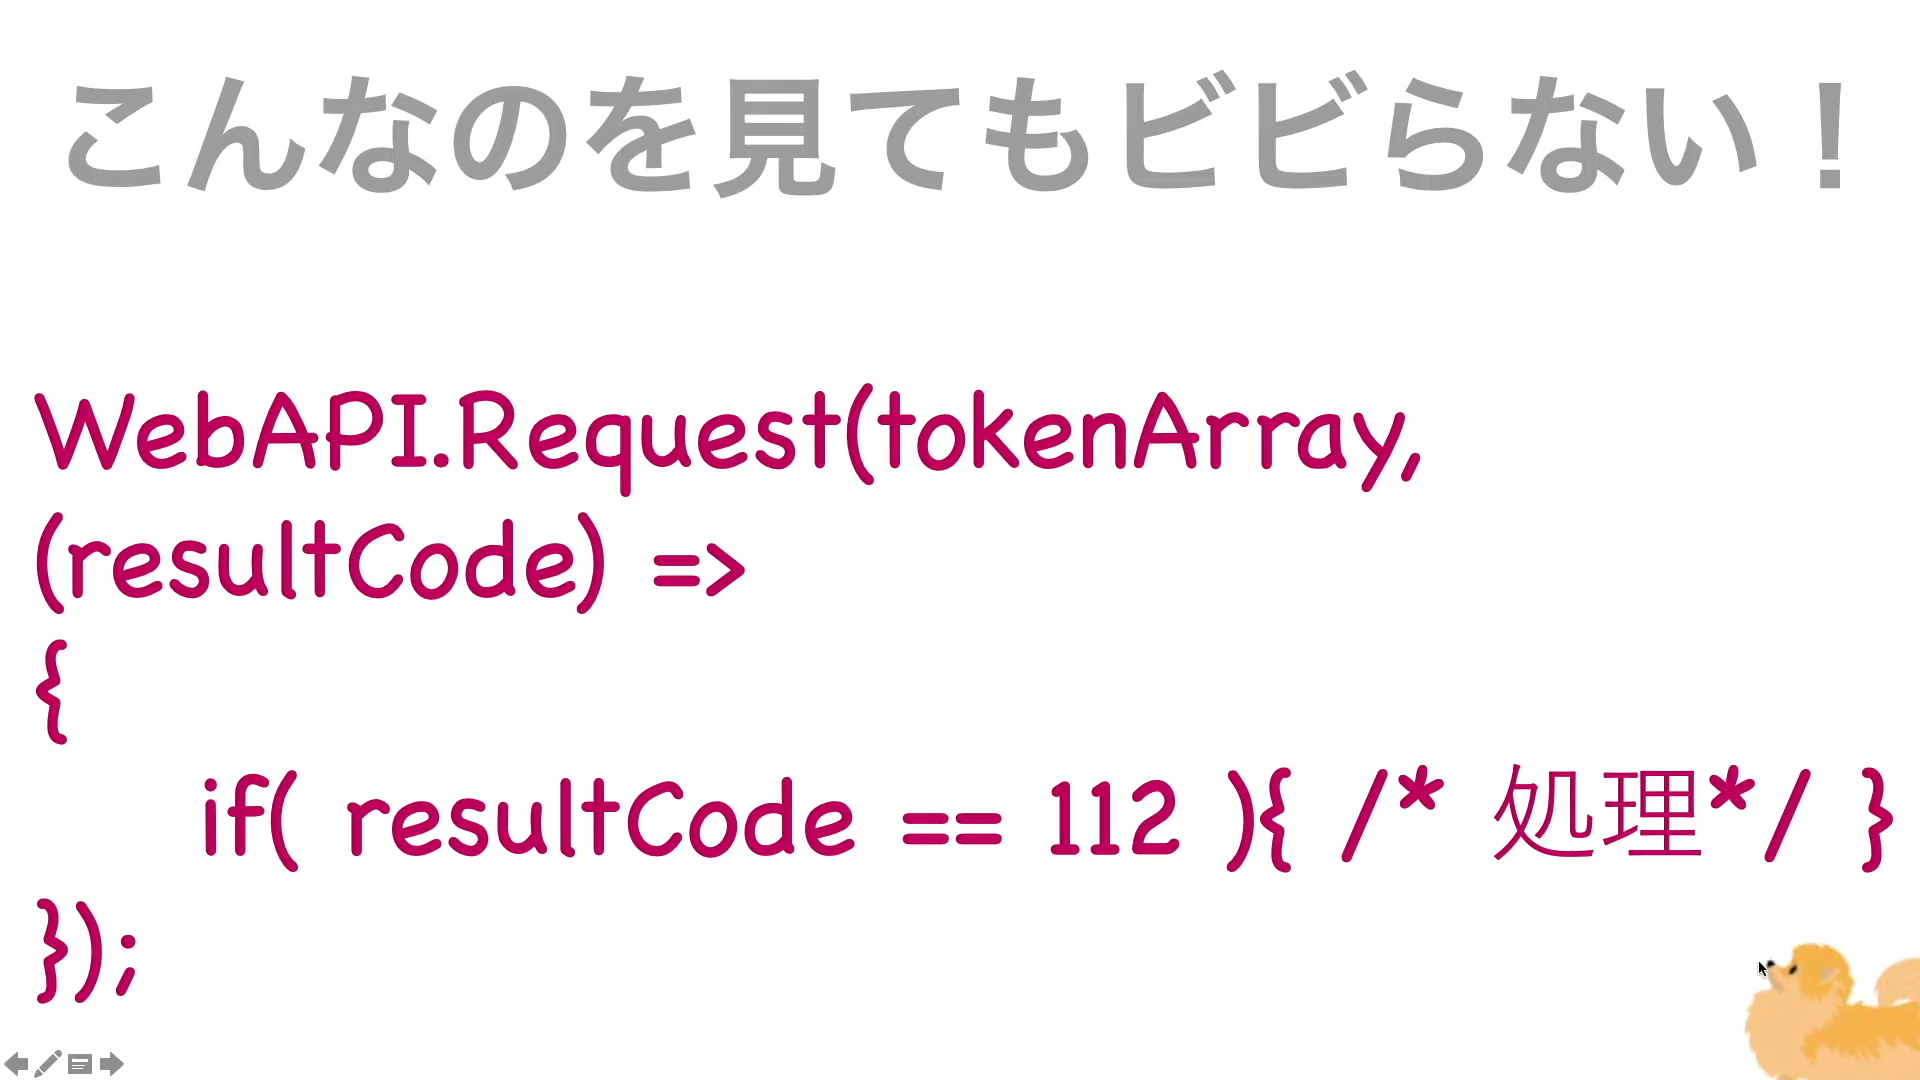 こんなのを見てもビビらない！
WebAPI.Request(tokenArray,
(resultCode) =>
{
if( resultCode == 112 ){ /* 処理*/ }
});